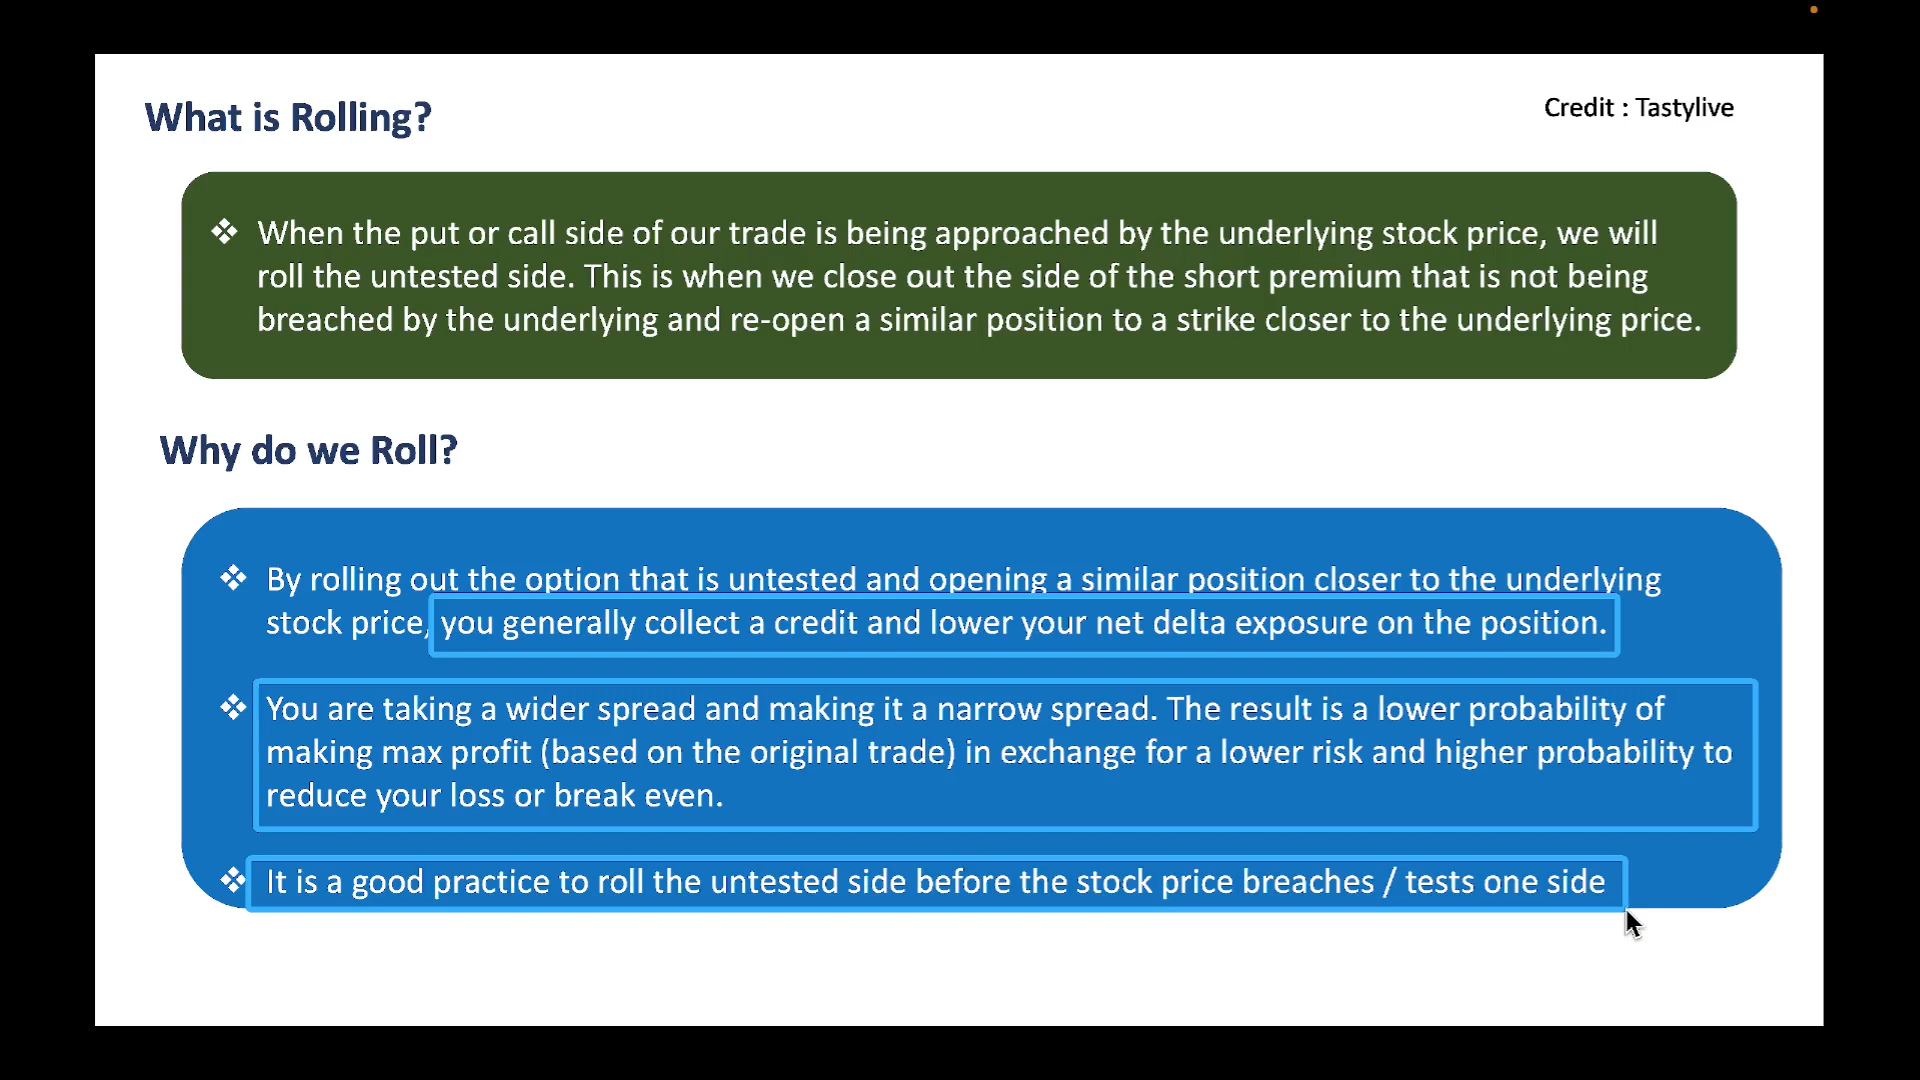 What is Rolling?
Credit : Tastylive
❖ When the put or call side of our trade is being approached by the underlying stock price, we will
roll the untested side. This is when we close out the side of the short premium that is not being
breached by the underlying and re-open a similar position to a strike closer to the underlying price.
Why do we Roll?
❖ By rolling out the option that is untested and opening a similar position closer to the underlying
stock price, you generally collect a credit and lower your net delta exposure on the position.
❖ You are taking a wider spread and making it a narrow spread. The result is a lower probability of
making max profit (based on the original trade) in exchange for a lower risk and higher probability to
reduce your loss or break even.
❖ It is a good practice to roll the untested side before the stock price breaches / tests one side